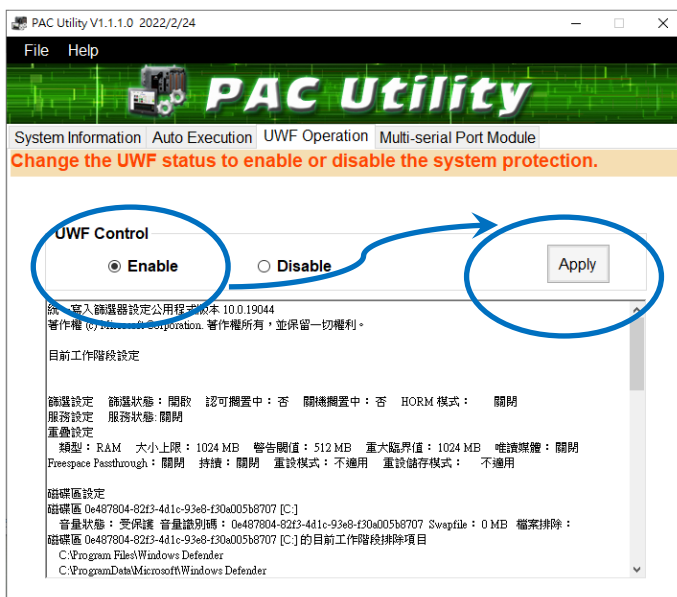 PAC Utility V1.1.1.0 2022/2/24
File Help
PAC Utility
System Information Auto Execution UWF Operation Multi-serial Port Module
Change the UWF status to enable or disable the system protection.
UWF Control
Enable Disable Apply
統一寫入篩選器設定公用程式版本 10.0.19044
著作權 (c) Microsoft Corporation. 著作權所有，並保留一切權利。
目前工作階段設定
篩選設定 篩選狀態：開啟 認可擱置中：否 關機擱置中：否 HORM 模式： 關閉
服務設定 服務狀態: 關閉
重疊設定
類型：RAM 大小上限：1024 MB 警告閾值：512 MB 重大臨界值：1024 MB 唯讀媒體：關閉
Freespace Passthrough：關閉 持續：關閉 重設模式：不適用 重設儲存模式： 不適用
磁碟區設定
磁碟區 0e487804-82f3-4d1c-93e8-f30a005b8707 [C:]
音量狀態：受保護 音量識別碼：0e487804-82f3-4d1c-93e8-f30a005b8707 Swapfile：0 MB 檔案排除：
磁碟區 0e487804-82f3-4d1c-93e8-f30a005b8707 [C:] 的目前工作階段排除項目
C:\Program Files\Windows Defender
C:\ProgramData\Microsoft\Windows Defender